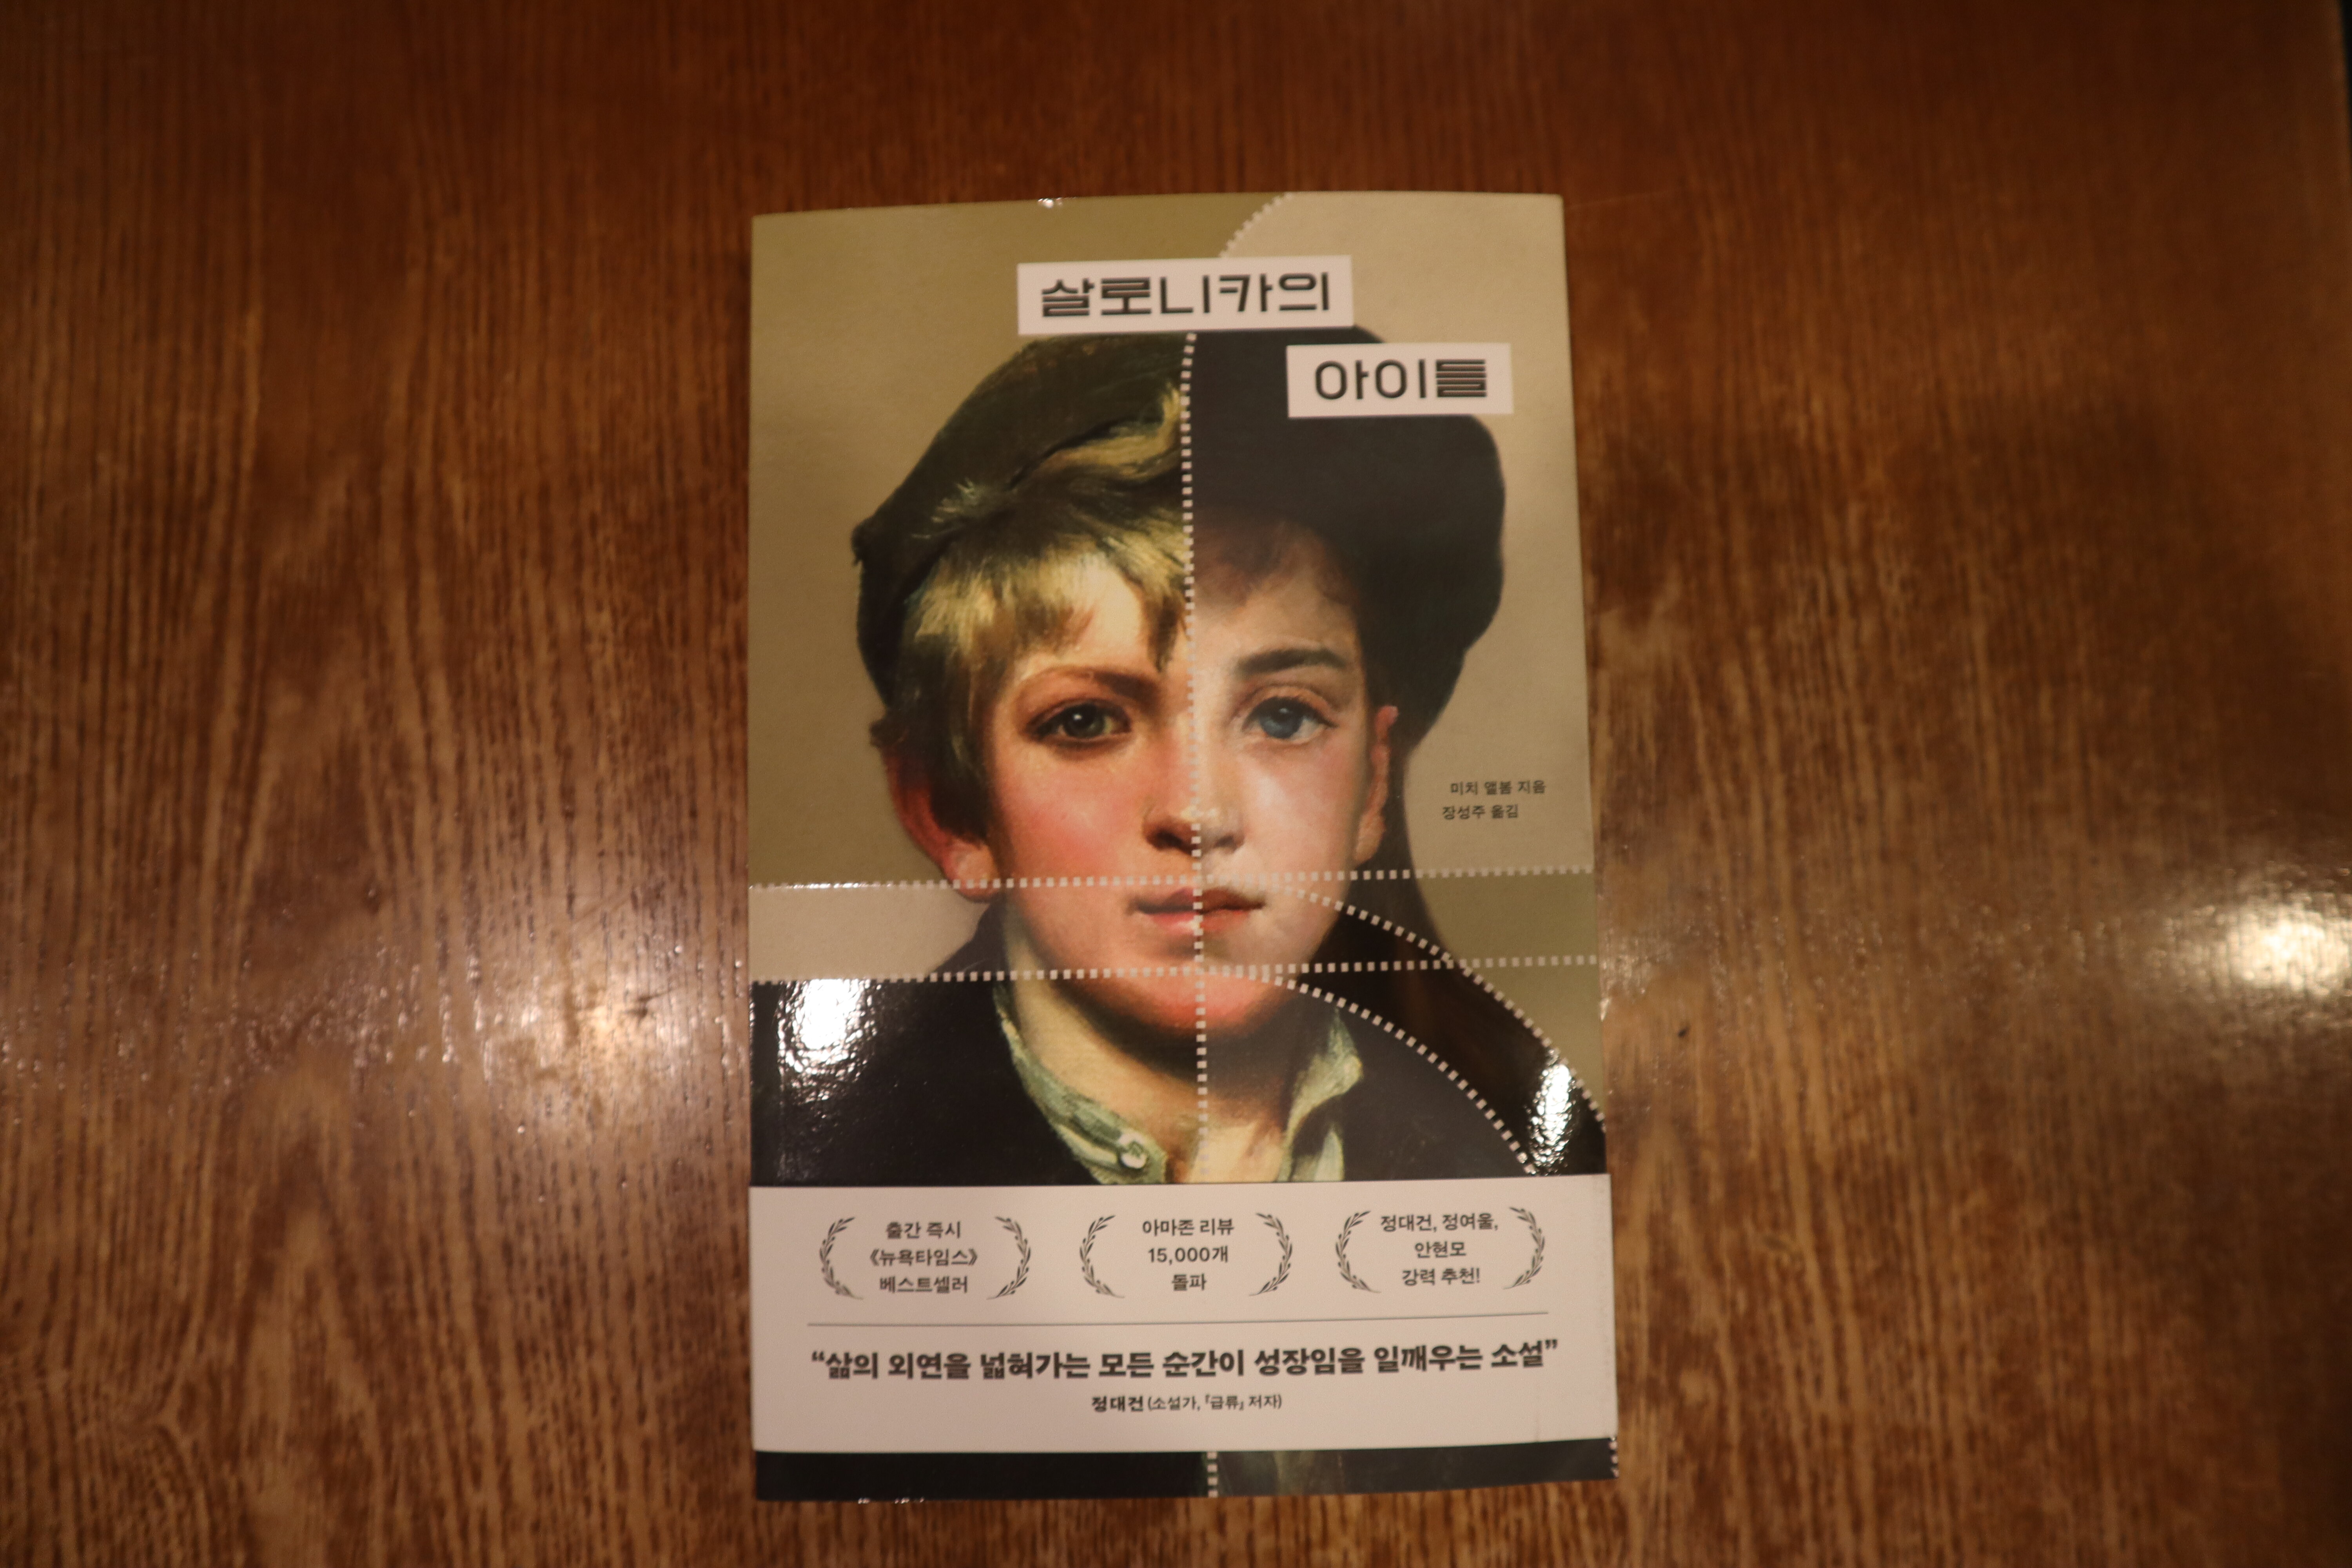 살로니카의
아이들
미치 앨봄 지음
장성주 옮김
출간 즉시
《뉴욕타임스》
베스트셀러
아마존 리뷰
15,000개
돌파
정대건, 정여울,
안현모
강력 추천!
“삶의 외연을 넓혀가는 모든 순간이 성장임을 일깨우는 소설”
정대건 (소설가, 『급류』 저자)